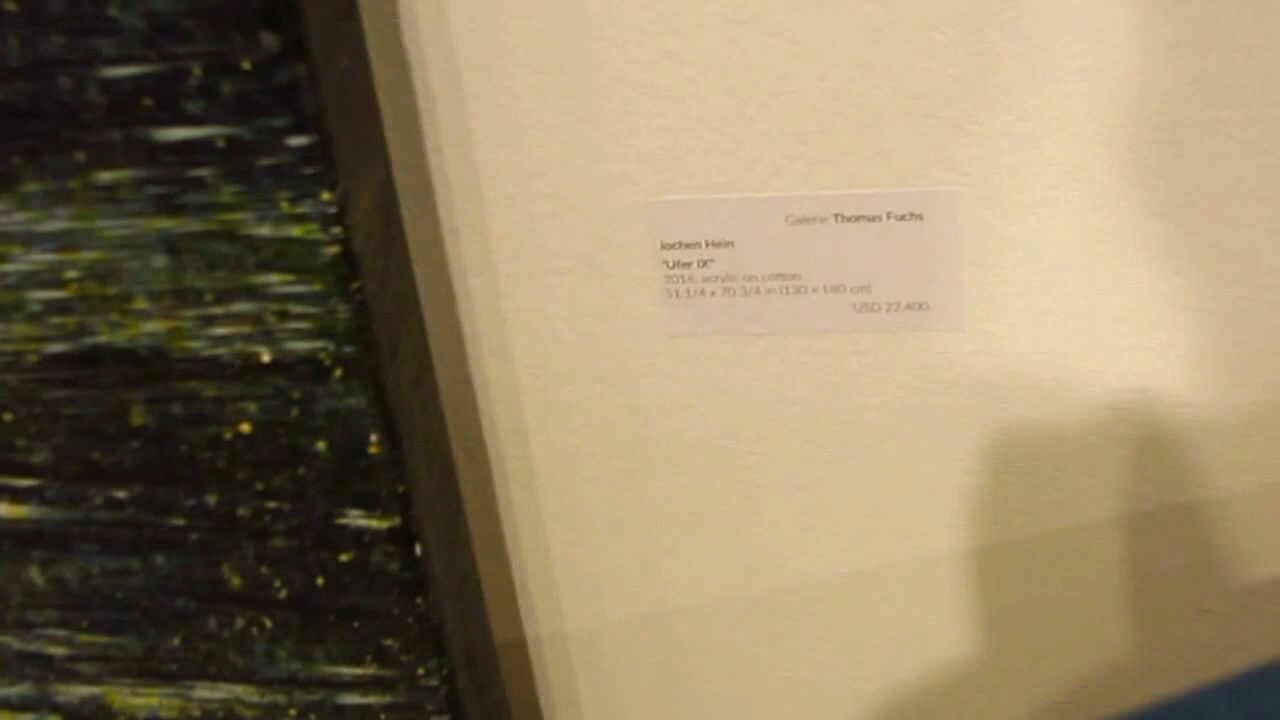 Galerie Thomas Fuchs
Jochen Hein
"Ufer IX"
2016, acrylic on cotton
51 1/4 x 70 3/4 in (130 x 180 cm)
USD 22.400